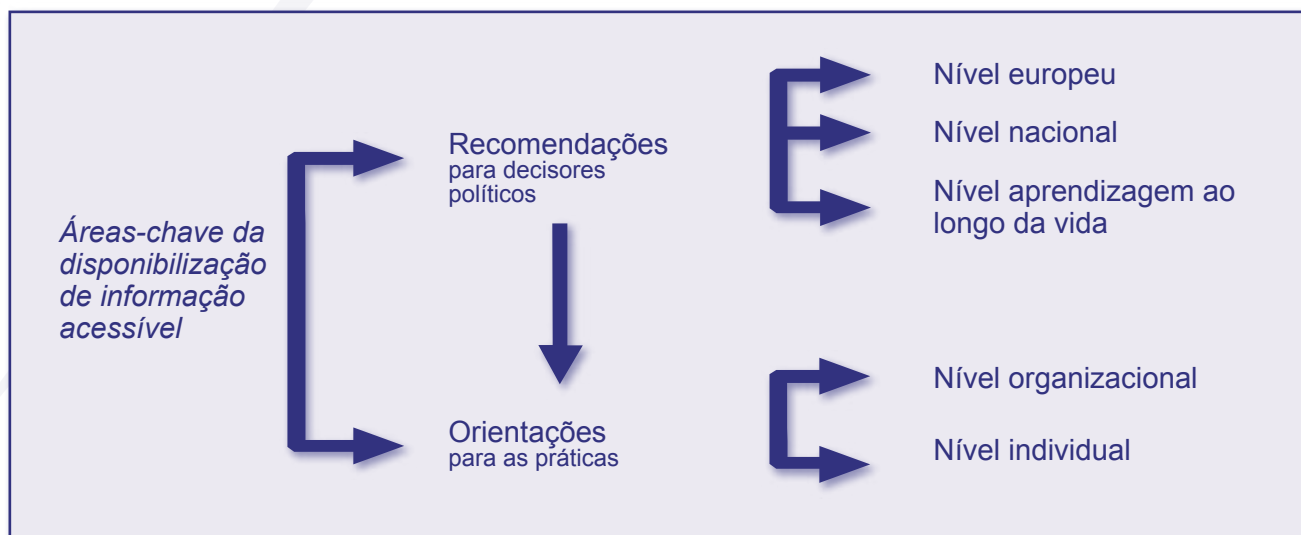 Áreas-chave da
disponibilização
de informação
acessível
Recomendações
para decisores
políticos
Orientações
para as práticas
Nível europeu
Nível nacional
Nível aprendizagem ao
longo da vida
Nível organizacional
Nível individual